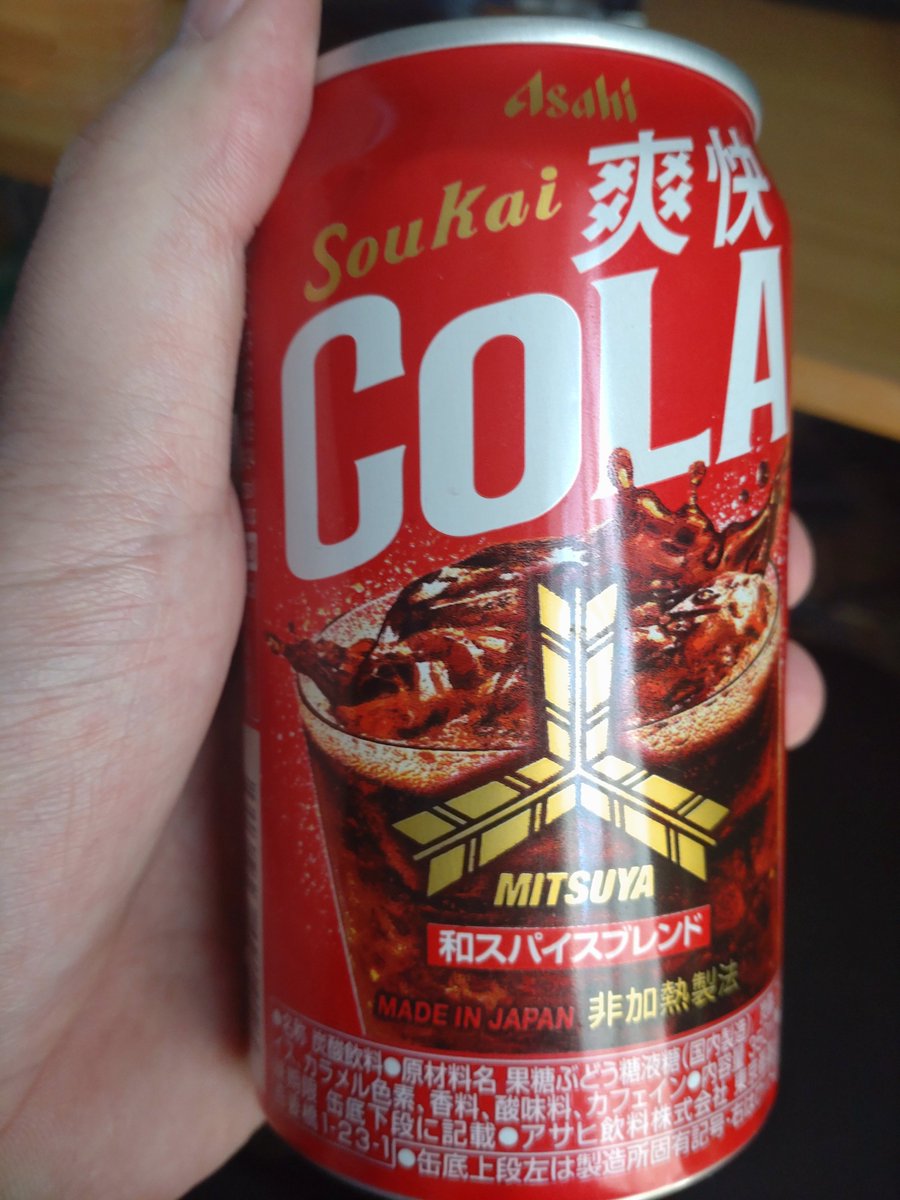 Asahi
Soukai 爽快
COLA
MITSUYA
和スパイスブレンド
MADE IN JAPAN 非加熱製法
●名称 炭酸飲料●原材料名 果糖ぶどう糖液糖(国内製造)
カラメル色素、香料、酸味料、カフェイン●内容量
缶底下段に記載●アサヒ飲料株式会社
橋1-23-1 ●缶底上段左は製造所固有記号